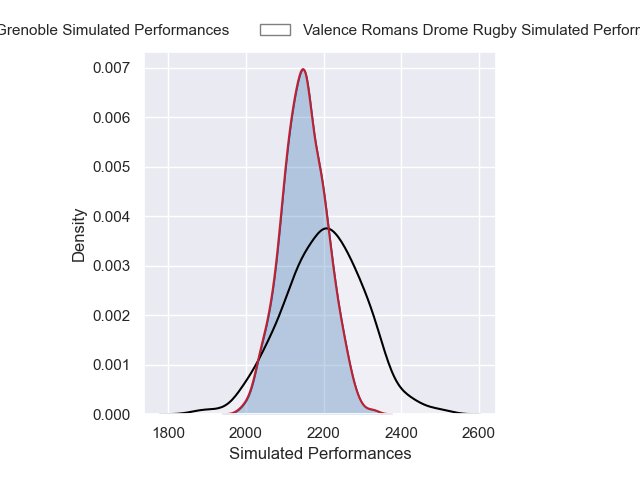 Grenoble Simulated Performances
Valence Romans Drome Rugby Simulated
0.007
0.006
0.005
0.004
0.003
0.002
0.001
0.000
Density
1800 2000 2200 2400 2600
Simulated Performances